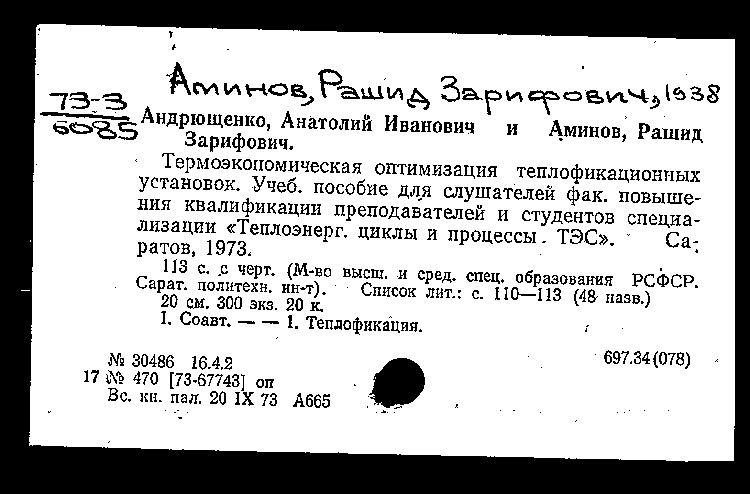 Аминов, Рашид Зарифович, 1938
73-3
6085
Андрющенко, Анатолий Иванович и Аминов, Рашид
Зарифович.
Термоэкономическая оптимизация теплофикационных
установок. Учеб. пособие для слушателей фак. повыше-
ния квалификации преподавателей и студентов специа-
лизации «Теплоэнерг. циклы и процессы ТЭС». Са-
ратов, 1973.
113 с. с черт. (М-во высш. и сред. спец. образования РСФСР.
Сарат. политехн. ин-т). Список лит.: с. 110—113 (48 назв.)
20 см. 300 экз. 20 к.
I. Соавт. — — 1. Теплофикация.
№ 30486 16.4.2 697.34(078)
17 № 470 [73-67743] оп
Вс. кн. пал. 20 IX 73 А665